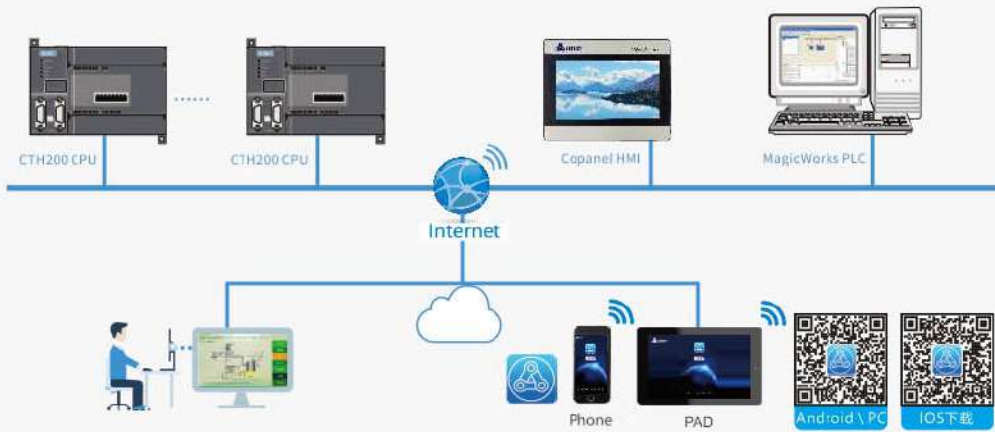 CTH200 CPU
CTH200 CPU
Copanel HMI
MagicWorks PLC
Internet
Phone
PAD
Android \ PC
IOS下载